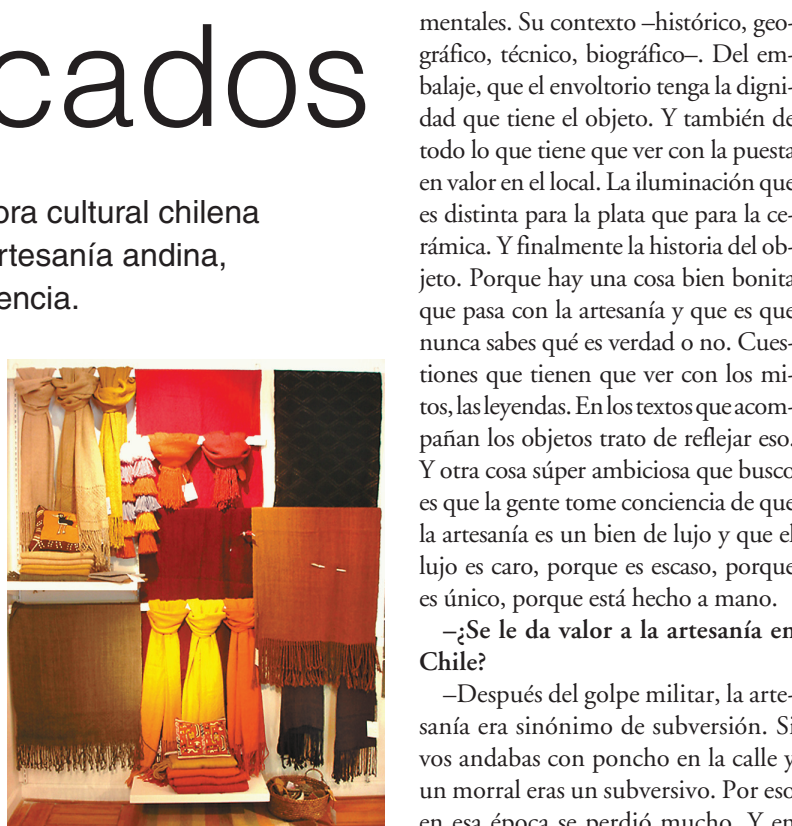 cados
ora cultural chilena
rtesanía andina,
encia.
mentales. Su contexto –histórico, geo-
gráfico, técnico, biográfico–. Del em-
balaje, que el envoltorio tenga la digni-
dad que tiene el objeto. Y también de
todo lo que tiene que ver con la puesta
en valor en el local. La iluminación que
es distinta para la plata que para la ce-
rámica. Y finalmente la historia del ob-
jeto. Porque hay una cosa bien bonita
que pasa con la artesanía y que es que
nunca sabes qué es verdad o no. Cues-
tiones que tienen que ver con los mi-
tos, las leyendas. En los textos que acom-
pañan los objetos trato de reflejar eso.
Y otra cosa súper ambiciosa que busco
es que la gente tome conciencia de que
la artesanía es un bien de lujo y que el
lujo es caro, porque es escaso, porque
es único, porque está hecho a mano.
–¿Se le da valor a la artesanía en
Chile?
–Después del golpe militar, la arte-
sanía era sinónimo de subversión. Si
vos andabas con poncho en la calle y
un morral eras un subversivo. Por eso
en esa época se perdió mucho. Y en